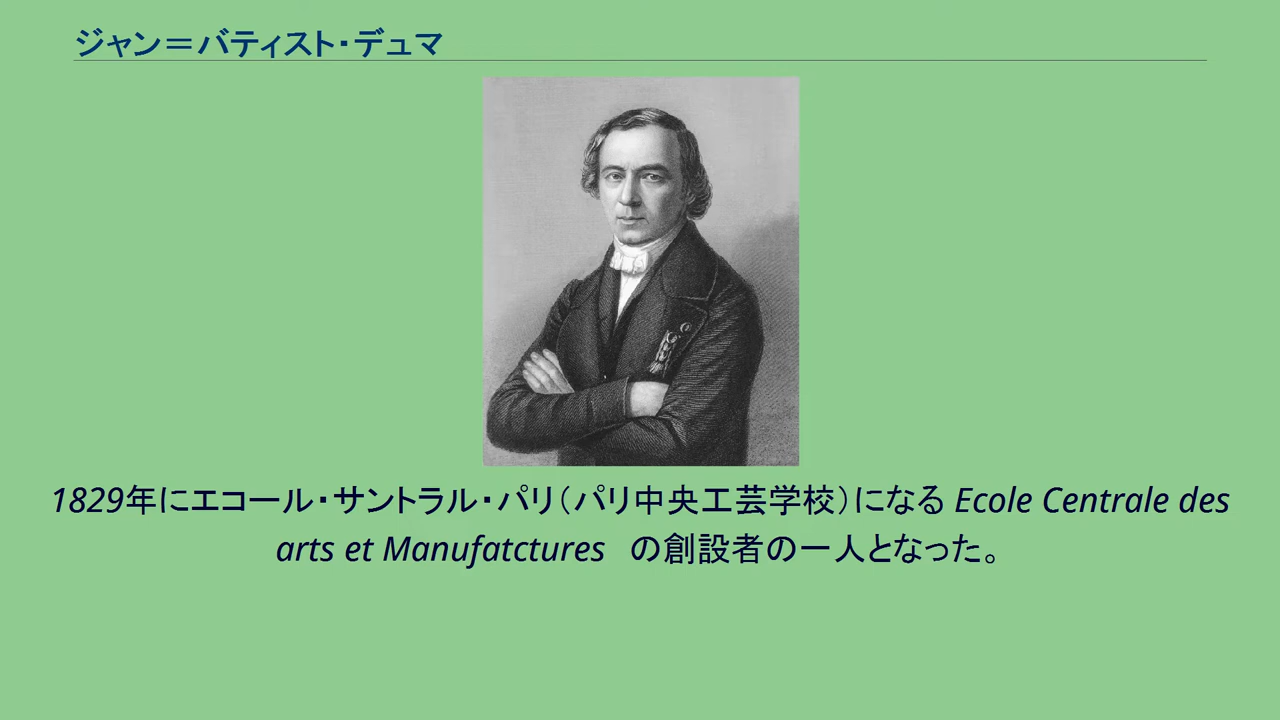 ジャン＝バティスト・デュマ
1829年にエコール・サントラル・パリ（パリ中央工芸学校）になる Ecole Centrale des
arts et Manufatctures　の創設者の一人となった。